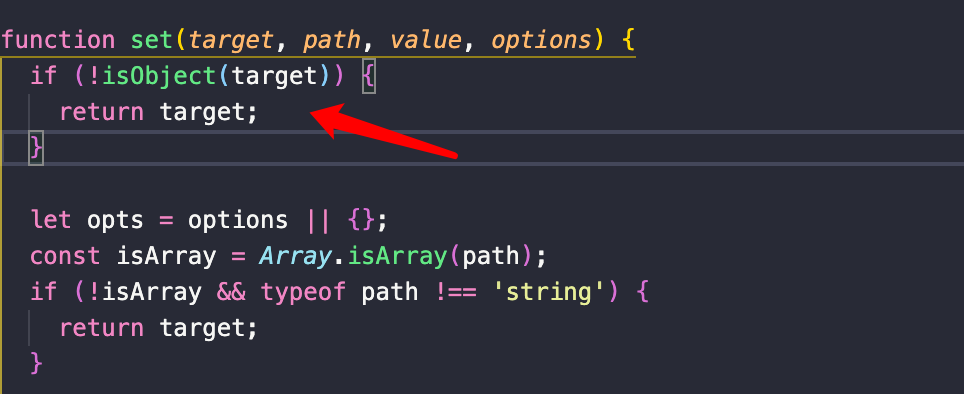 function set(target, path, value, options) {
  if (!isObject(target)) {
    return target;
  }
  let opts = options || {};
  const isArray = Array.isArray(path);
  if (!isArray && typeof path !== 'string') {
    return target;
  }